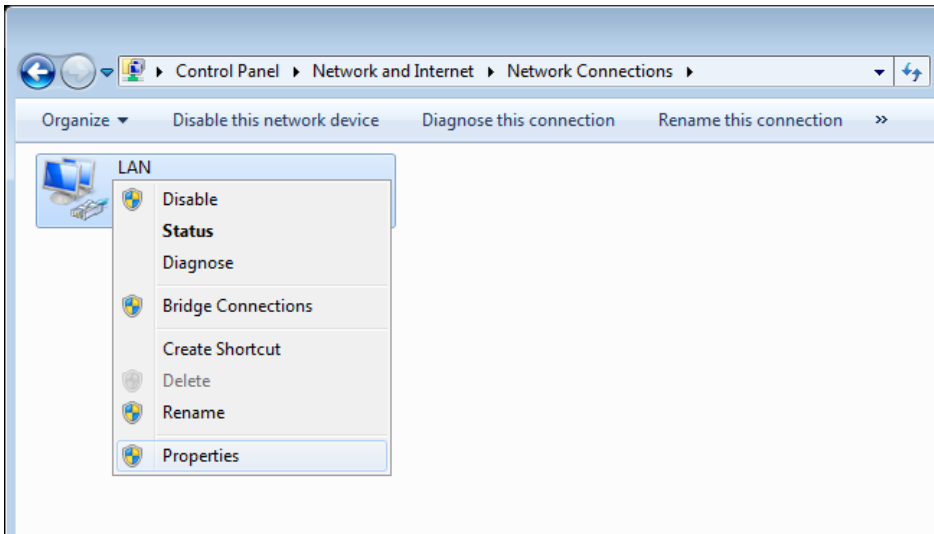 Control Panel Network and Internet Network Connections
Organize Disable this network device Diagnose this connection Rename this connection »
LAN
Disable
Status
Diagnose
Bridge Connections
Create Shortcut
Delete
Rename
Properties